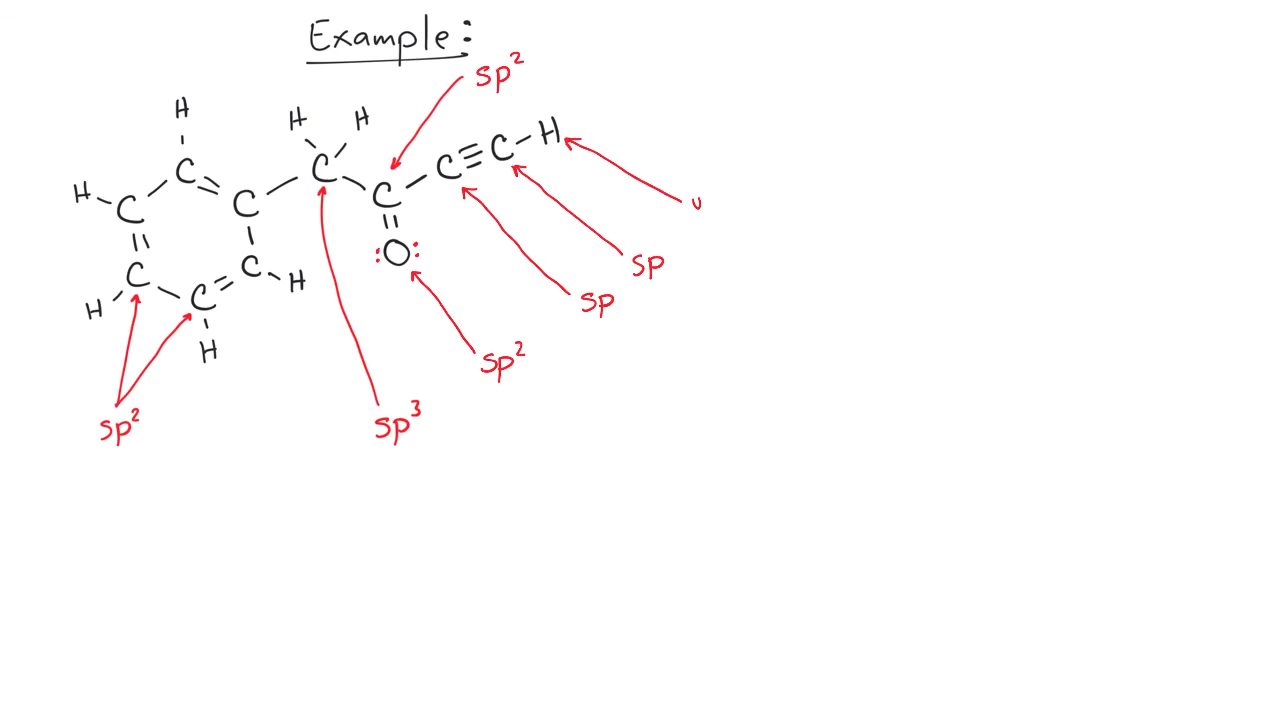 Example:
sp²
H
H H
C≡C-H
H C C C
C C C
:O:
C C H
H C
H
sp
sp
sp²
sp² sp³